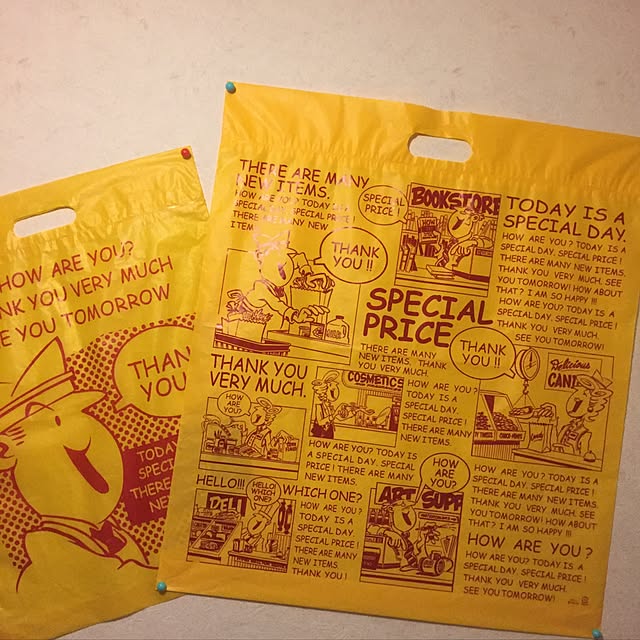 HOW ARE YOU?
NK YOU VERY MUCH
E YOU TOMORROW
THAN
YOU
TODAY
SPECI
THERE
NE
THERE ARE MANY
NEW ITEMS.
HOW ARE YOU? TODAY IS A
SPECIAL DAY. SPECIAL PRICE!
THERE ARE MANY NEW
ITEM
SPECIAL
PRICE!
BOOKSTORE
THANK
YOU!!
TODAY IS A
SPECIAL DAY.
HOW ARE YOU? TODAY IS A
SPECIAL DAY. SPECIAL PRICE!
THERE ARE MANY NEW ITEMS.
THANK YOU VERY MUCH. SEE
YOU TOMORROW! HOW ABOUT
THAT? I AM SO HAPPY!!!
HOW ARE YOU? TODAY IS A
SPECIAL DAY. SPECIAL PRICE!
THANK YOU VERY MUCH.
SEE YOU TOMORROW!
SPECIAL
PRICE
THERE ARE MANY
NEW ITEMS. THANK
YOU VERY MUCH
THANK
YOU!!
THANK YOU
VERY MUCH.
HOW
ARE
YOU?
COSMETICS
HOW ARE YOU?
TODAY IS A
SPECIAL DAY.
SPECIAL PRICE!
THERE ARE MANY
NEW ITEMS.
Delicious
CAN
HOW ARE YOU? TODAY IS
A SPECIAL DAY. SPECIAL
PRICE! THERE ARE MANY
NEW ITEMS.
HOW
ARE
YOU?
HELLO!!!
DELI
HELLO!
WHICH
ONE?
WHICH ONE?
HOW ARE YOU?
TODAY IS A
SPECIAL DAY
SPECIAL PRICE!
THERE ARE MANY
NEW ITEMS.
THANK YOU!
ART SUPP
HOW ARE YOU? TODAY IS A
SPECIAL DAY. SPECIAL PRICE!
THERE ARE MANY NEW ITEMS.
THANK YOU VERY MUCH. SEE
YOU TOMORROW! HOW ABOUT
THAT? I AM SO HAPPY!!!
HOW ARE YOU?
HOW ARE YOU? TODAY IS A
SPECIAL DAY. SPECIAL PRICE!
THANK YOU VERY MUCH.
SEE YOU TOMORROW!